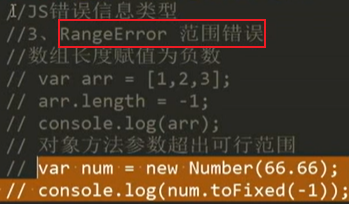 //JS错误信息类型
//3、RangeError 范围错误
//数组长度赋值为负数
// var arr = [1,2,3];
// arr.length = -1;
// console.log(arr);
// 对象方法参数超出可行范围
// var num = new Number(66.66);
// console.log(num.toFixed(-1));